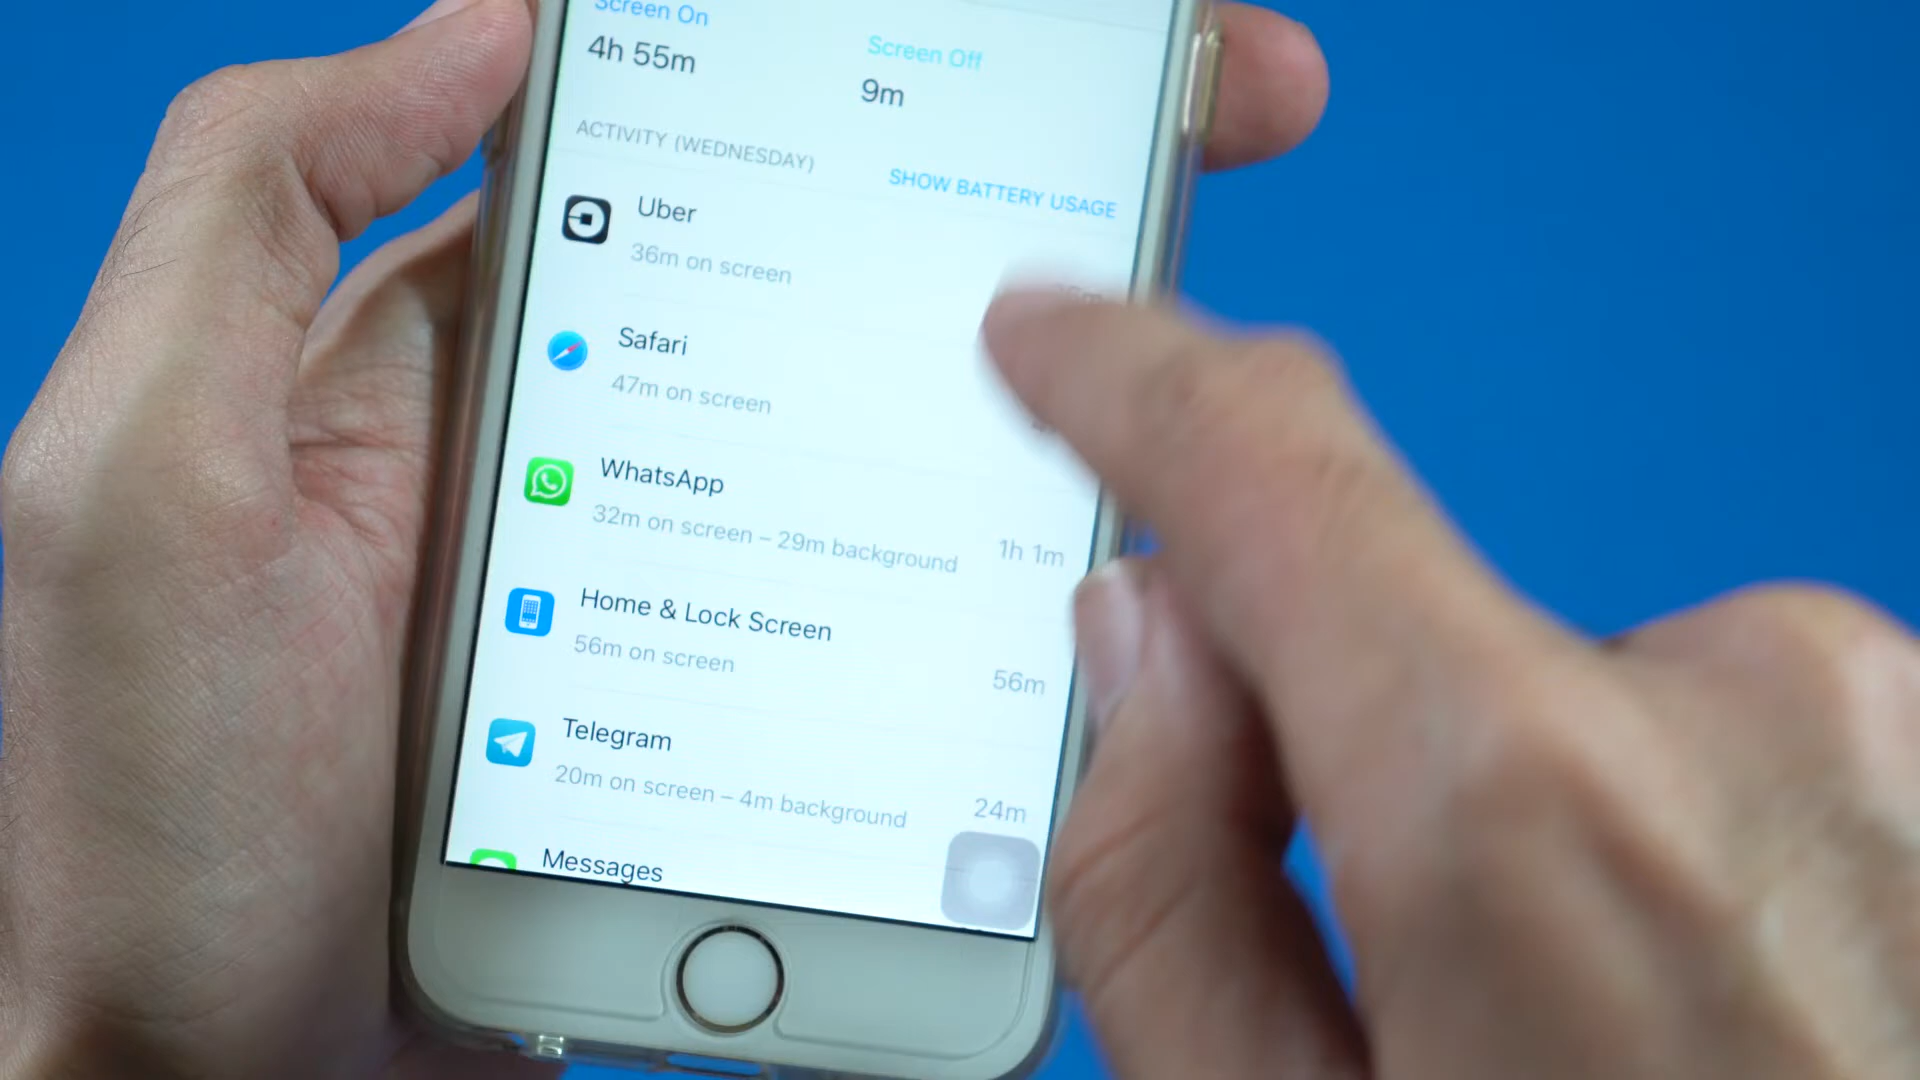 Screen On
Screen Off
4h 55m
9m
ACTIVITY (WEDNESDAY)
SHOW BATTERY USAGE
Uber
36m on screen
Safari
47m on screen
WhatsApp
32m on screen – 29m background
1h 1m
Home & Lock Screen
56m on screen
56m
Telegram
20m on screen – 4m background
24m
Messages